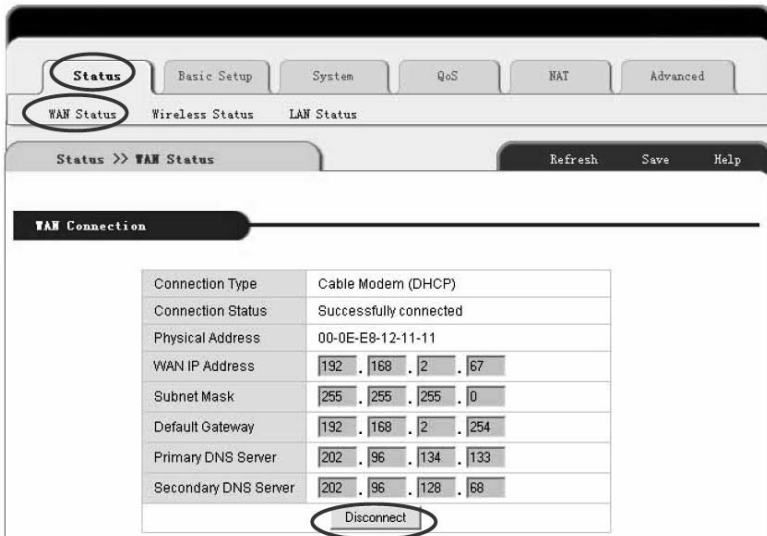 Status Basic Setup System QoS NAT Advanced
WAN Status Wireless Status LAN Status
Status >> WAN Status Refresh Save Help
WAN Connection
Connection Type Cable Modem (DHCP)
Connection Status Successfully connected
Physical Address 00-0E-E8-12-11-11
WAN IP Address 192 . 168 . 2 . 67
Subnet Mask 255 . 255 . 255 . 0
Default Gateway 192 . 168 . 2 . 254
Primary DNS Server 202 . 96 . 134 . 133
Secondary DNS Server 202 . 96 . 128 . 68
Disconnect